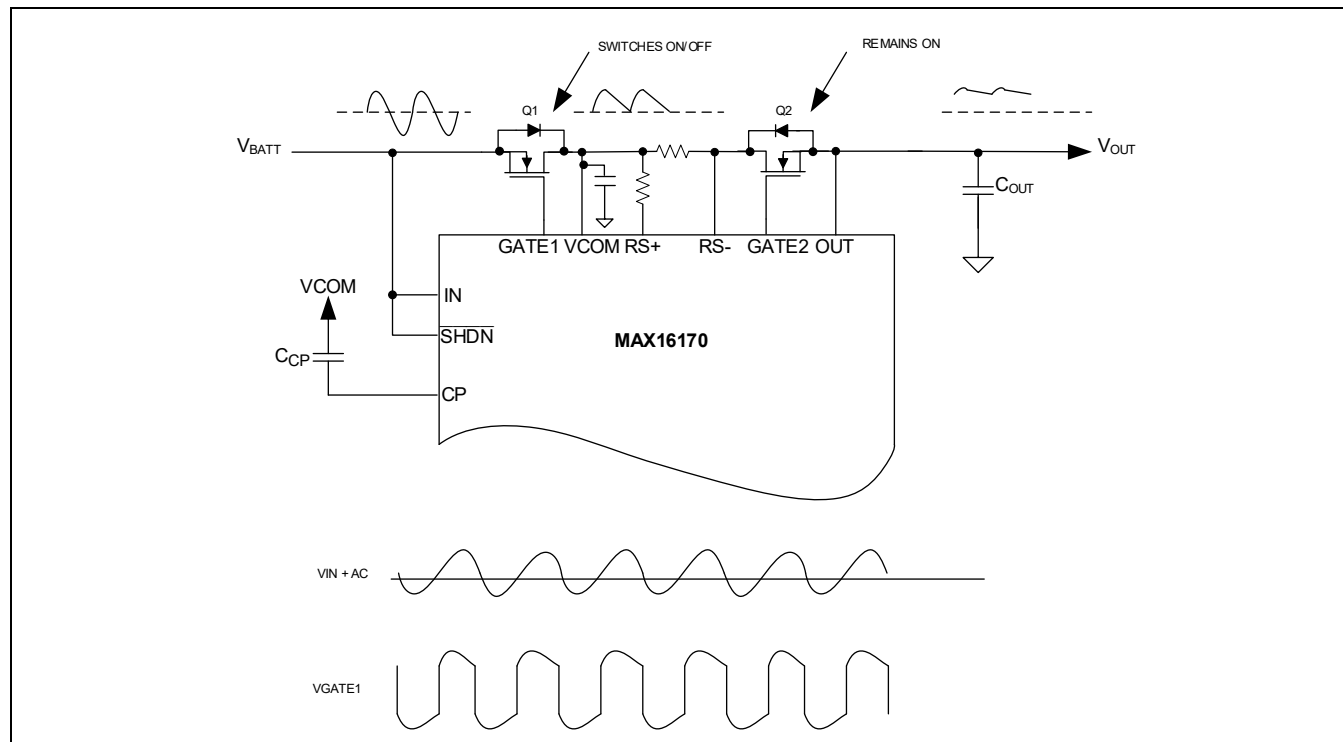 SWITCHES ON/OFF
REMAINS ON
Q1
Q2
VBATT
VOUT
COUT
GATE1 VCOM RS+ RS- GATE2 OUT
VCOM
IN
SHDN
CCP
MAX16170
CP
VIN + AC
VGATE1